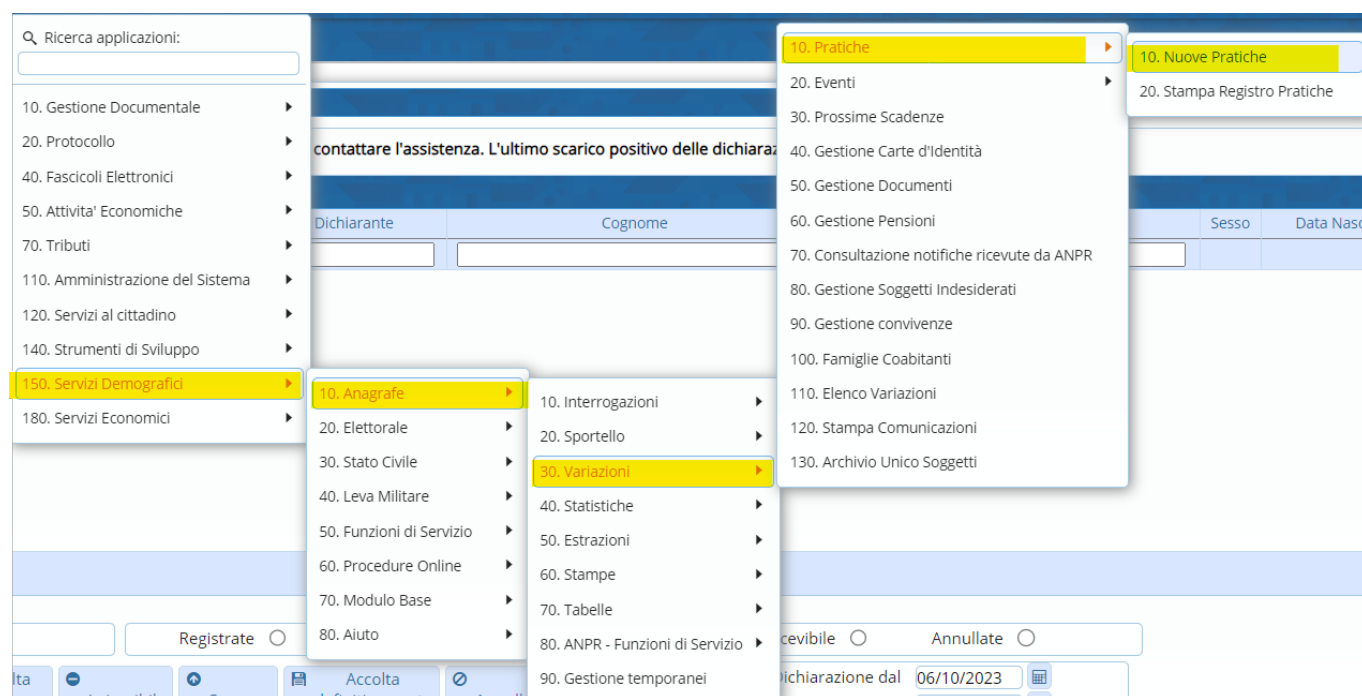 Ricerca applicazioni:
10. Gestione Documentale
20. Protocollo
40. Fascicoli Elettronici
50. Attivita' Economiche
70. Tributi
110. Amministrazione del Sistema
120. Servizi al cittadino
140. Strumenti di Sviluppo
150. Servizi Demografici
180. Servizi Economici
10. Anagrafe
20. Elettorale
30. Stato Civile
40. Leva Militare
50. Funzioni di Servizio
60. Procedure Online
70. Modulo Base
80. Aiuto
10. Interrogazioni
20. Sportello
30. Variazioni
40. Statistiche
50. Estrazioni
60. Stampe
70. Tabelle
80. ANPR - Funzioni di Servizio
90. Gestione temporanei
10. Pratiche
20. Eventi
30. Prossime Scadenze
40. Gestione Carte d'Identità
50. Gestione Documenti
60. Gestione Pensioni
70. Consultazione notifiche ricevute da ANPR
80. Gestione Soggetti Indesiderati
90. Gestione convivenze
100. Famiglie Coabitanti
110. Elenco Variazioni
120. Stampa Comunicazioni
130. Archivio Unico Soggetti
10. Nuove Pratiche
20. Stampa Registro Pratiche
contattare l'assistenza. L'ultimo scarico positivo delle dichiaraz
Dichiarante Cognome Sesso Data Nasc
Registrate cevibile Annullate
lta Accolta ichiarazione dal 06/10/2023